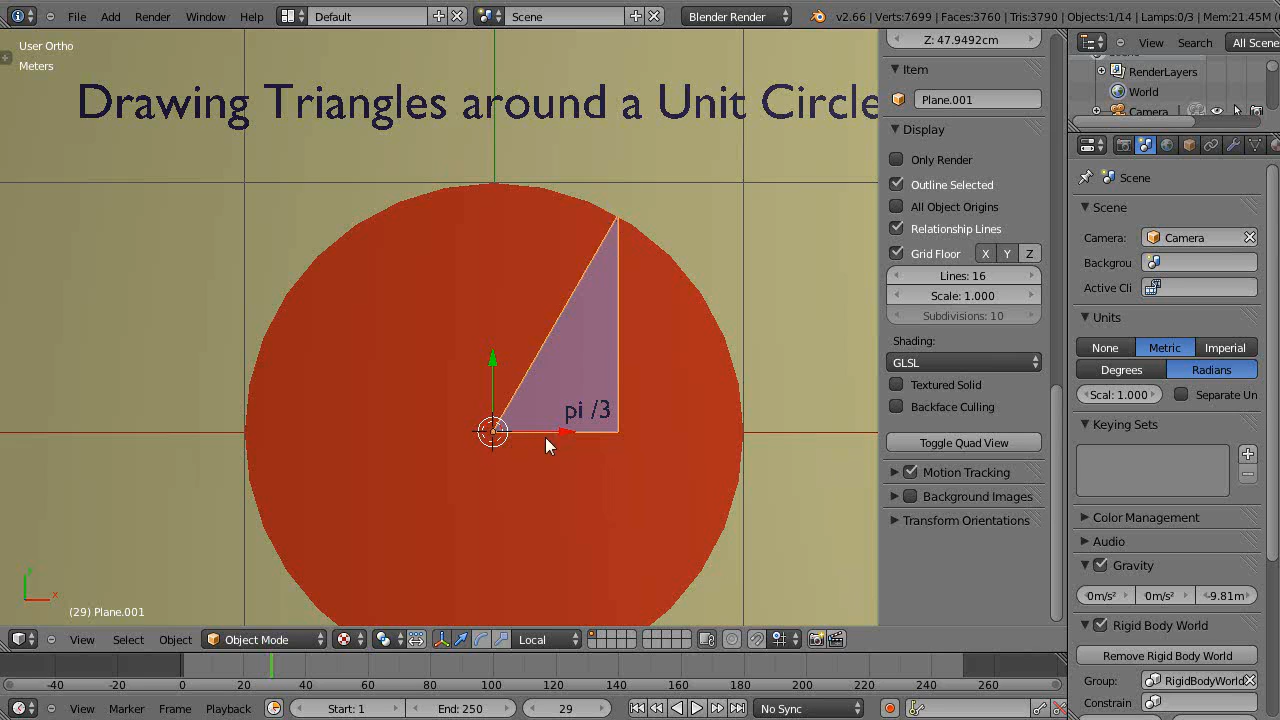 File Add Render Window Help Default Scene Blender Render v2.66 | Verts:7699 | Faces:3760 | Tris:3790 | Objects:1/14 | Lamps:0/3 | Mem:21.45M
User Ortho
Meters
Drawing Triangles around a Unit Circle
pi /3
(29) Plane.001
Z: 47.9492cm
Item
Plane.001
Display
Only Render
Outline Selected
All Object Origins
Relationship Lines
Grid Floor X Y Z
Lines: 16
Scale: 1.000
Subdivisions: 10
Shading:
GLSL
Textured Solid
Backface Culling
Toggle Quad View
Motion Tracking
Background Images
Transform Orientations
View Search All Scene
RenderLayers
World
Camera
Scene
Scene
Camera: Camera
Backgrou
Active Cli
Units
None Metric Imperial
Degrees Radians
Scal: 1.000 Separate Un
Keying Sets
Color Management
Audio
Gravity
0m/s² 0m/s² -9.81m
Rigid Body World
Remove Rigid Body World
Group: RigidBodyWorld
Constrain
View Select Object Object Mode Local
-40 -20 0 20 40 60 80 100 120 140 160 180 200 220 240 260
View Marker Frame Playback Start: 1 End: 250 29 No Sync